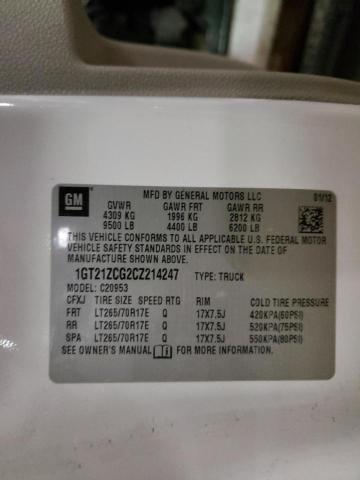 GM
MFD BY GENERAL MOTORS LLC 01/12
GVWR GAWR FRT GAWR RR
4309 KG 1996 KG 2812 KG
9500 LB 4400 LB 6200 LB
THIS VEHICLE CONFORMS TO ALL APPLICABLE U.S. FEDERAL MOTOR
VEHICLE SAFETY STANDARDS IN EFFECT ON THE DATE OF
MANUFACTURE SHOWN ABOVE.
1GT21ZCG2CZ214247 TYPE: TRUCK
MODEL: C20953
CFXJ TIRE SIZE SPEED RTG RIM COLD TIRE PRESSURE
FRT LT265/70R17E Q 17X7.5J 420KPA(60PSI)
RR LT265/70R17E Q 17X7.5J 520KPA(75PSI)
SPA LT265/70R17E Q 17X7.5J 550KPA(80PSI)
SEE OWNER'S MANUAL FOR MORE INFORMATION